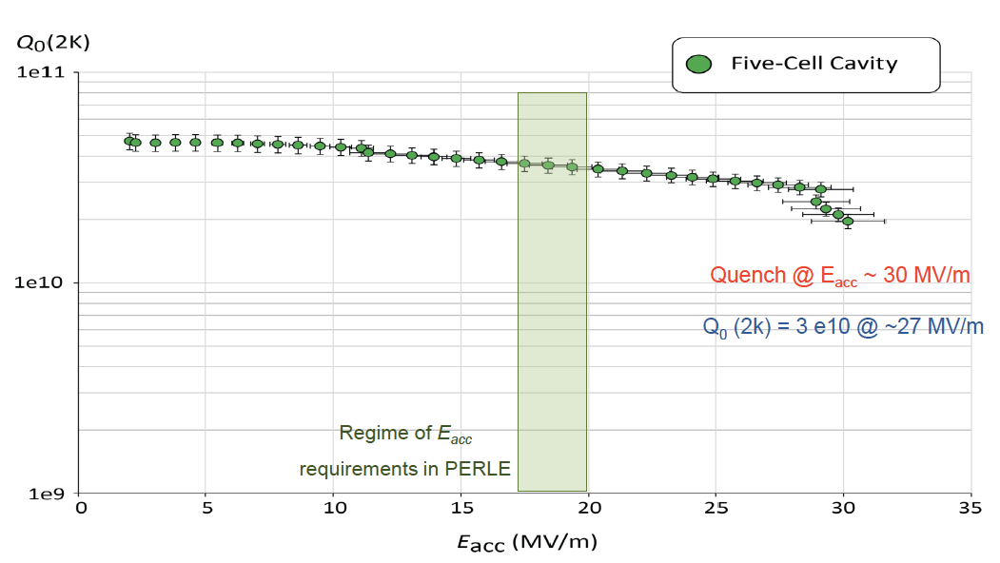 Q0(2K)
1e11
Five-Cell Cavity
1e10
Quench @ Eacc ~ 30 MV/m
Q0 (2k) = 3 e10 @ ~27 MV/m
Regime of Eacc
requirements in PERLE
1e9
0 5 10 15 20 25 30 35
Eacc (MV/m)